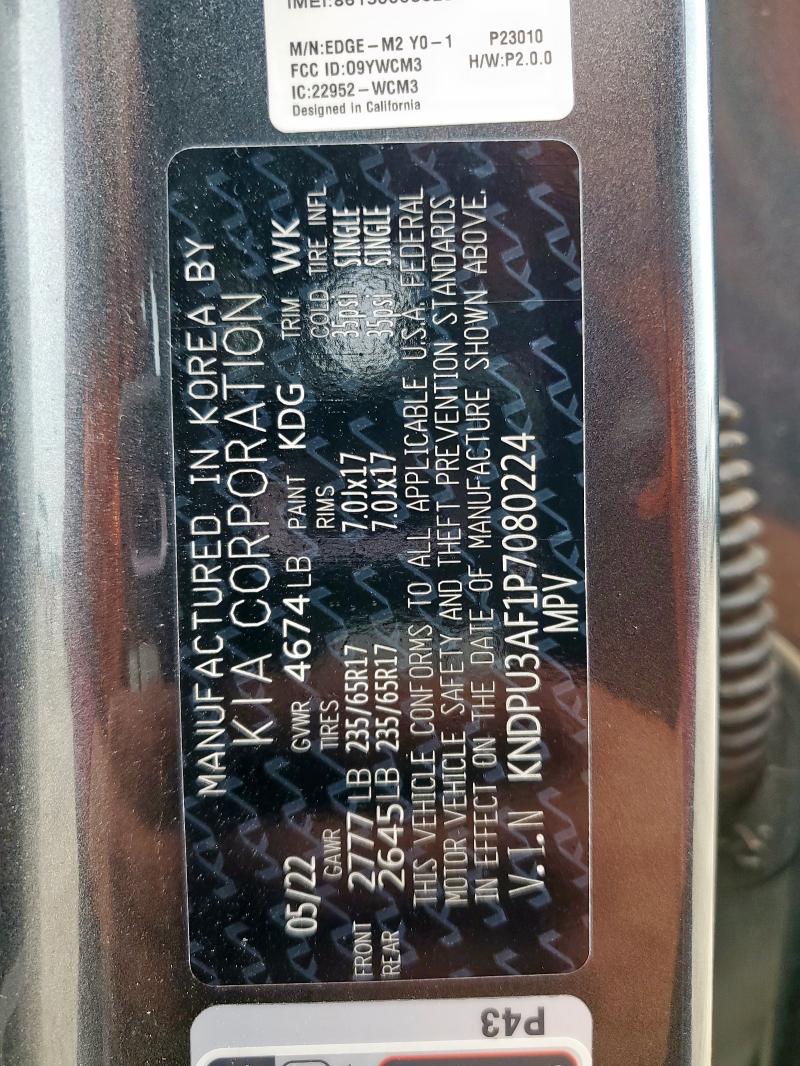 M/N:EDGE-M2 Y0-1 P23010
FCC ID:O9YWCM3 H/W:P2.0.0
IC:22952-WCM3
Designed in California
MANUFACTURED IN KOREA BY
KIA CORPORATION
05/22 GVWR 4674LB PAINT KDG TRIM WK
GAWR TIRES RIMS COLD TIRE INFL
FRONT 2777 LB 235/65R17 7.0Jx17 35psi SINGLE
REAR 2645LB 235/65R17 7.0Jx17 35psi SINGLE
THIS VEHICLE CONFORMS TO ALL APPLICABLE U.S.A. FEDERAL
MOTOR VEHICLE SAFETY AND THEFT PREVENTION STANDARDS
IN EFFECT ON THE DATE OF MANUFACTURE SHOWN ABOVE.
V.I.N KNDPU3AF1P7080224
MPV
P43